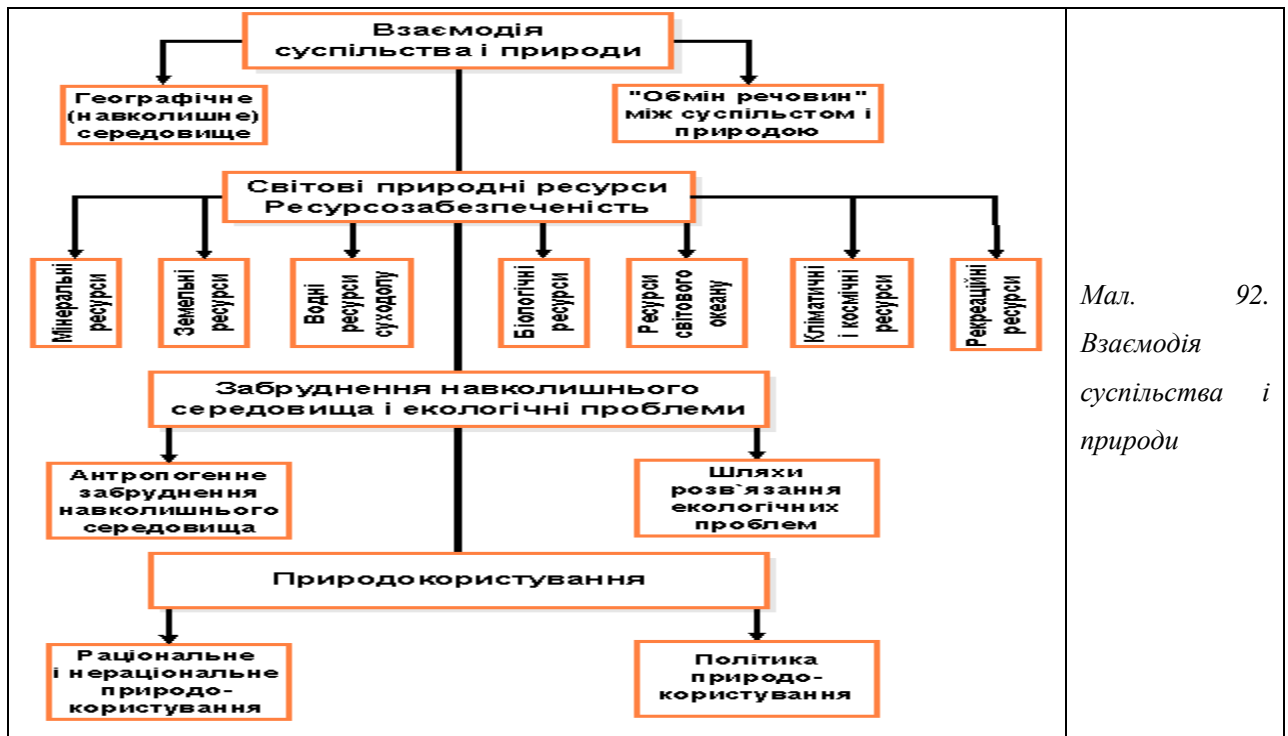 Взаємодія
суспільства і природи
Географічне
(навколишне)
середовище
"Обмін речовин"
між суспільстом і
природою
Світові природні ресурси
Ресурсозабезпеченість
Мінеральні
ресурси
Земельні
ресурси
Водні
ресурси
суходолу
Біологічні
ресурси
Ресурси
світового
океану
Кліматичні
і космічні
ресурси
Рекреаційні
ресурси
Забруднення навколишнього
середовища і екологічні проблеми
Антропогенне
забруднення
навколишнього
середовища
Шляхи
розв`язання
екологічних
проблем
Природокористування
Раціональне
і нераціональне
природо-
користування
Політика
природо-
користування
Мал. 92.
Взаємодія
суспільства і
природи